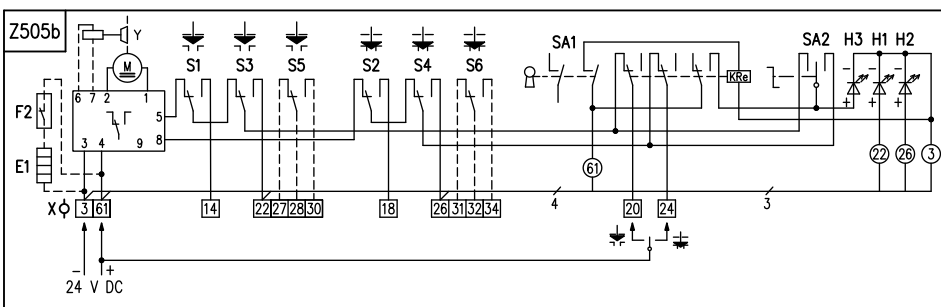 Z505b
Y
M
S1 S3 S5 S2 S4 S6 SA1 SA2 H3 H1 H2
KRe
6 7 2 1
F2
5
8
3 4 9
E1
- - -
+ + +
61 22 26 3
X 3 61 14 22 27 28 30 18 26 31 32 34 4 20 24 3
- +
24 V DC